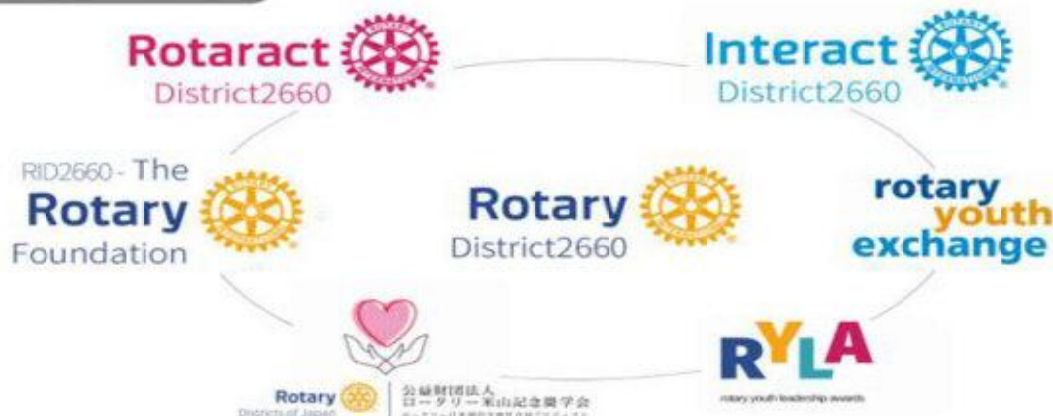 Rotaract
District2660
Interact
District2660
RID2660 - The
Rotary
Foundation
Rotary
District2660
rotary
youth
exchange
Rotary
Districts of Japan
公益財団法人
ロータリー米山記念奨学会
RYLA
rotary youth leadership awards